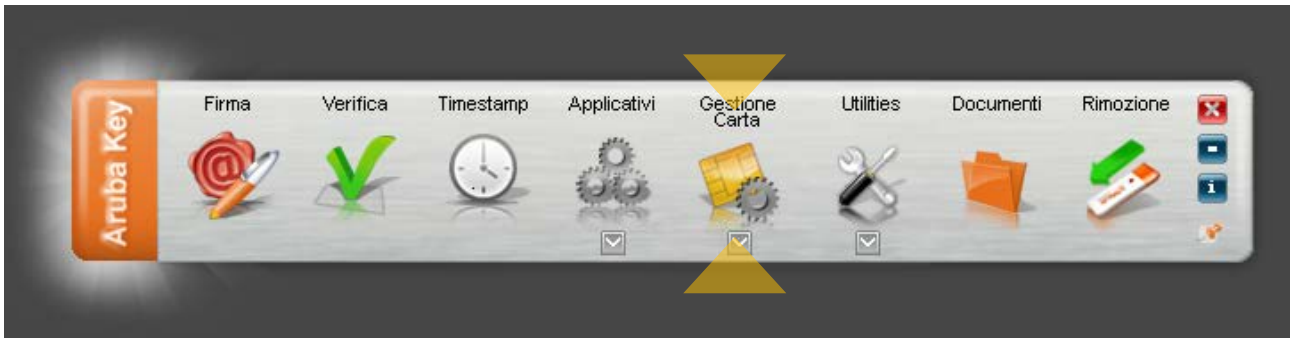 Aruba Key
Firma
Verifica
Timestamp
Applicativi
Gestione
Carta
Utilities
Documenti
Rimozione